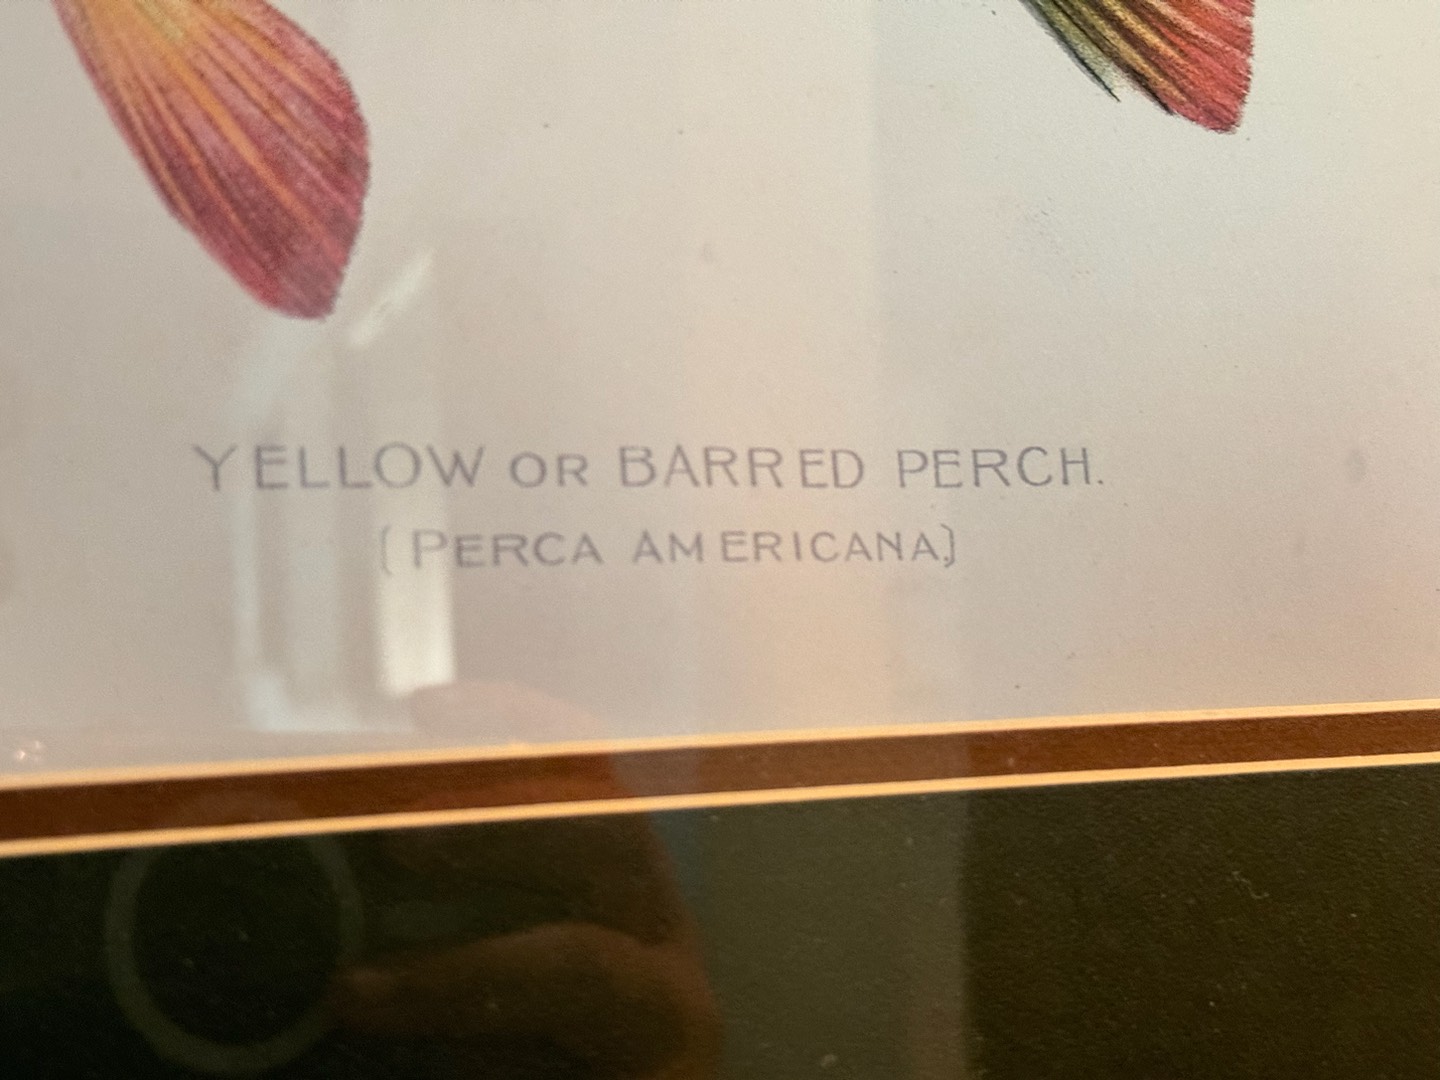 YELLOW OR BARRED PERCH.
[PERCA AMERICANA.]